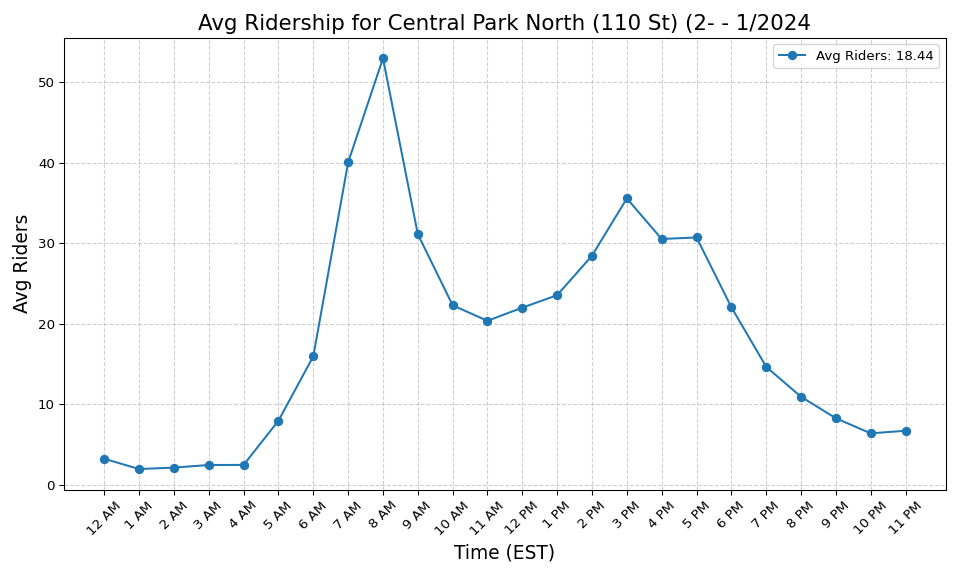 Avg Ridership for Central Park North (110 St) (2- - 1/2024
Avg Riders: 18.44
Avg Riders
50
40
30
20
10
0
12 AM
1 AM
2 AM
3 AM
4 AM
5 AM
6 AM
7 AM
8 AM
9 AM
10 AM
11 AM
12 PM
1 PM
2 PM
3 PM
4 PM
5 PM
6 PM
7 PM
8 PM
9 PM
10 PM
11 PM
Time (EST)